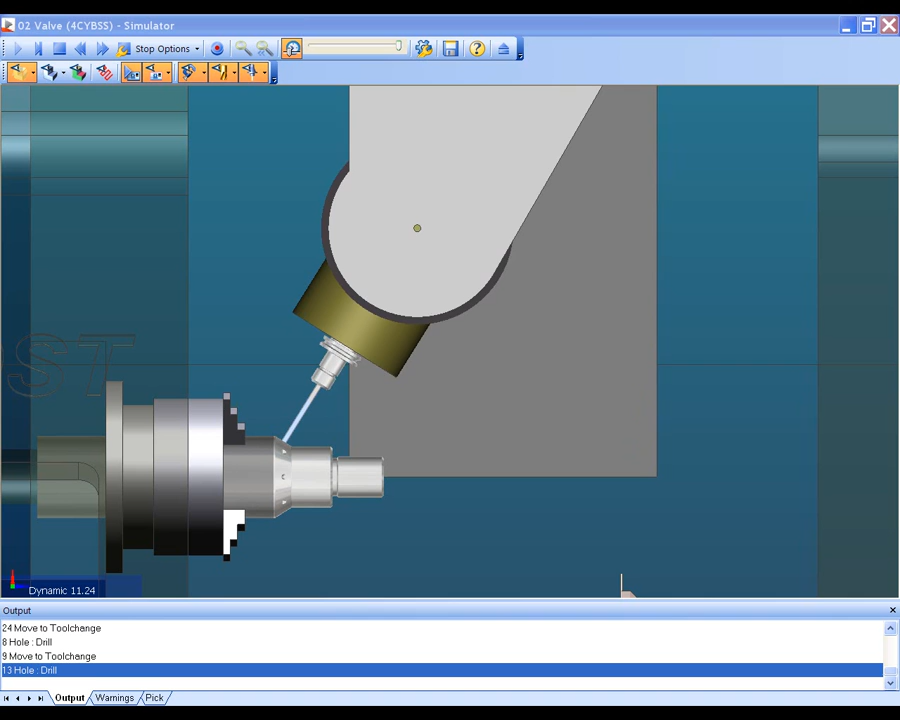 02 Valve (4CYBSS) - Simulator
Stop Options
ST
Dynamic 11.24
Output
24 Move to Toolchange
8 Hole : Drill
9 Move to Toolchange
13 Hole : Drill
Output Warnings Pick